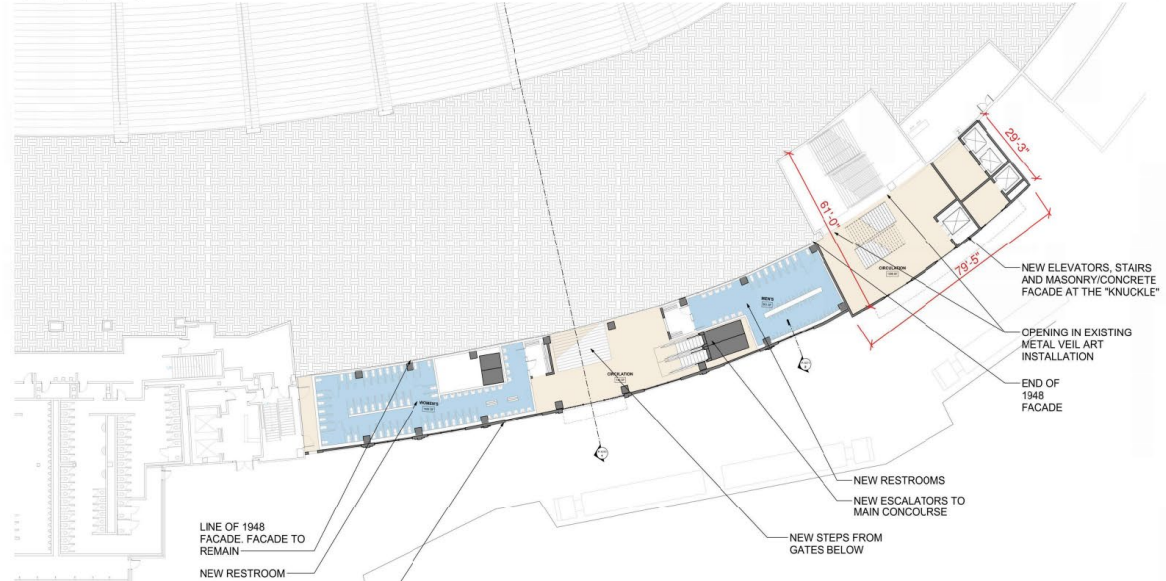 29'-3"
61'-0"
79'-5"
CIRCULATION
MEN'S
CIRCULATION
WOMEN'S
NEW ELEVATORS, STAIRS
AND MASONRY/CONCRETE
FACADE AT THE "KNUCKLE"
OPENING IN EXISTING
METAL VEIL ART
INSTALLATION
END OF
1948
FACADE
NEW RESTROOMS
NEW ESCALATORS TO
MAIN CONCOURSE
NEW STEPS FROM
GATES BELOW
LINE OF 1948
FACADE. FACADE TO
REMAIN
NEW RESTROOM